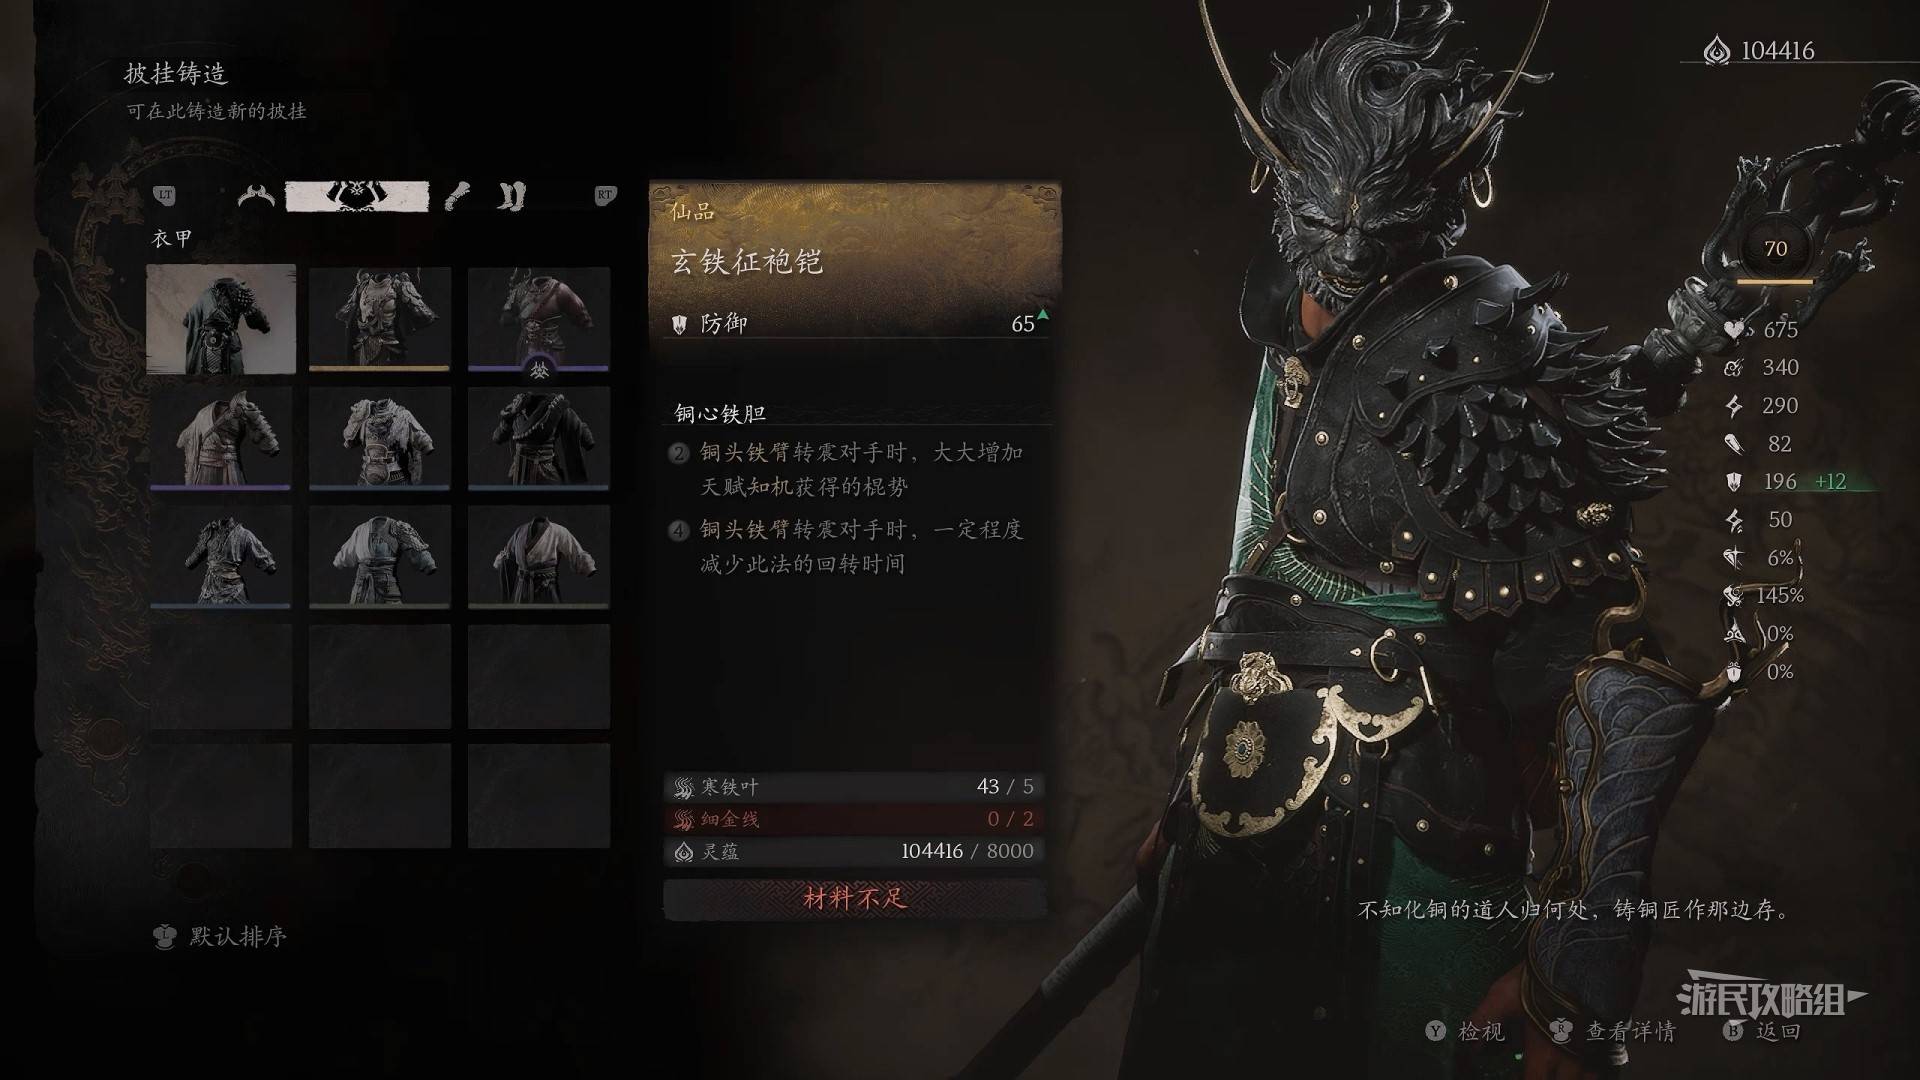 披挂铸造
可在此铸造新的披挂
104416
LT
RT
衣甲
仙品
玄铁征袍铠
防御 65
铜心铁胆
2 铜头铁臂转震对手时，大大增加
天赋知机获得的棍势
4 铜头铁臂转震对手时，一定程度
减少此法的回转时间
寒铁叶 43 / 5
细金线 0 / 2
灵蕴 104416 / 8000
材料不足
70
675
340
290
82
196 +12
50
6%
145%
0%
0%
不知化铜的道人归何处，铸铜匠作那边存。
L 默认排序
游民攻略组
Y 检视
R 查看详情
B 返回